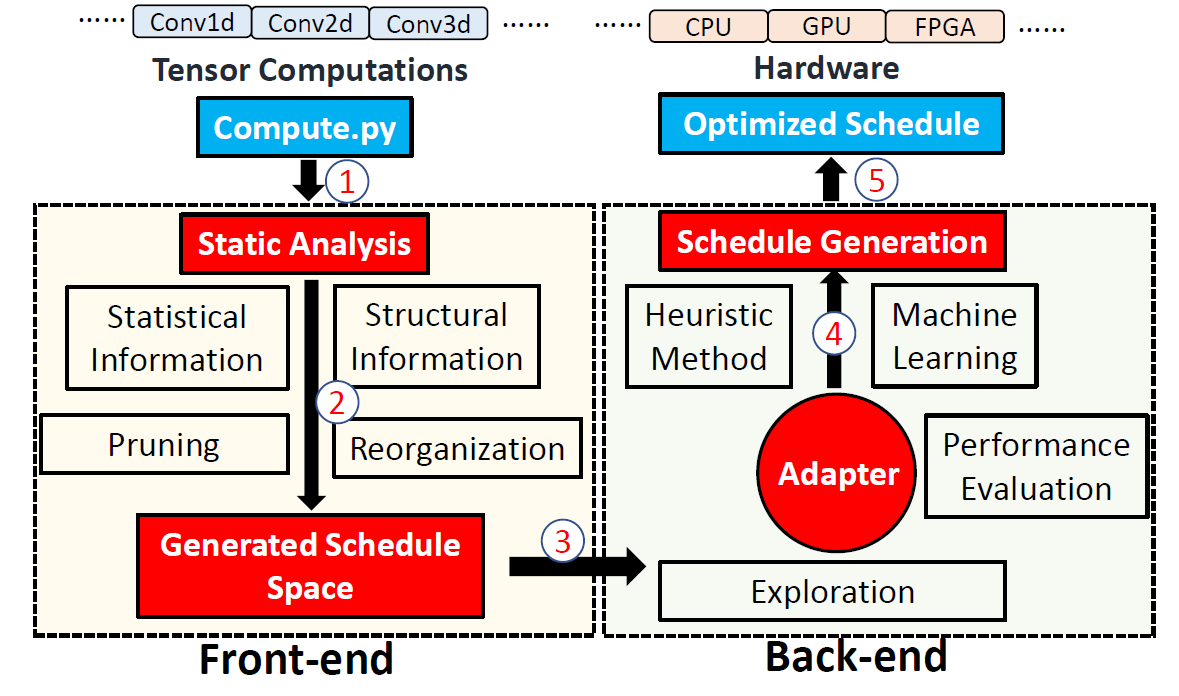 ...... Conv1d Conv2d Conv3d ...... ...... CPU GPU FPGA ......
Tensor Computations
Hardware
Compute.py
Optimized Schedule
1
5
Static Analysis
Statistical
Information
Structural
Information
2
Pruning
Reorganization
Generated Schedule
Space
3
Front-end
Schedule Generation
Heuristic
Method
4
Machine
Learning
Adapter
Performance
Evaluation
Exploration
Back-end